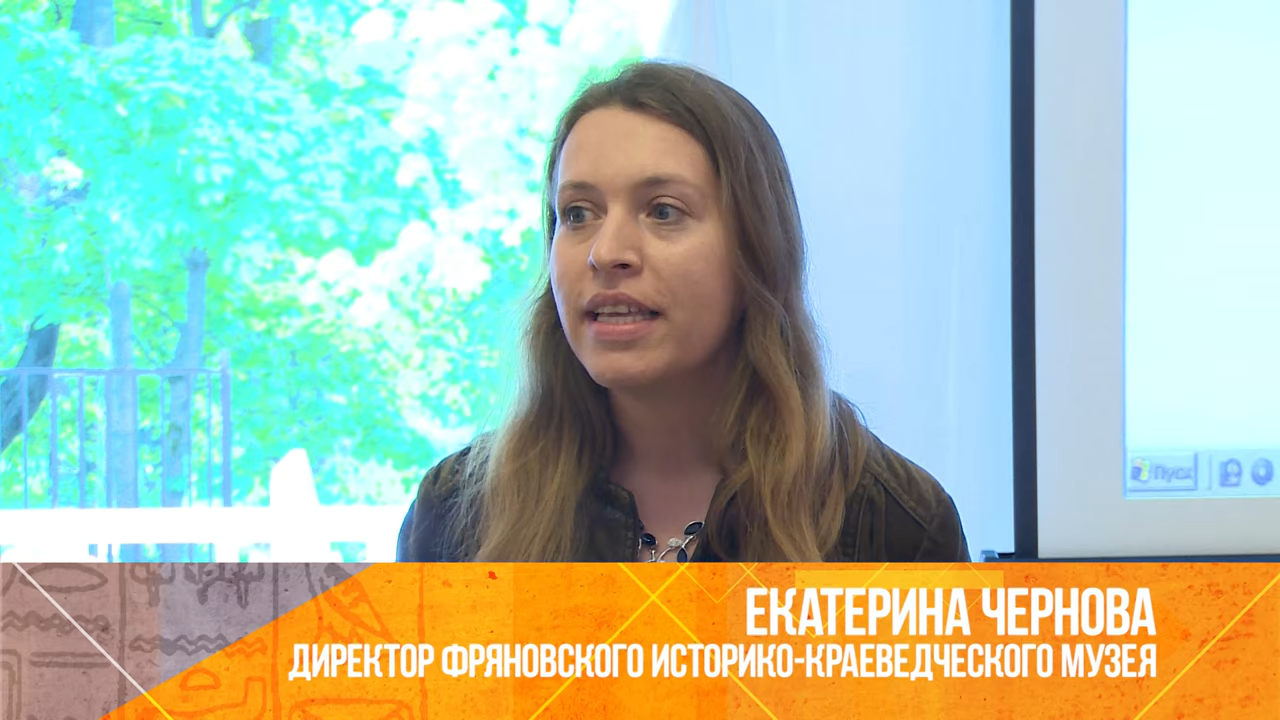 Пуск
ЕКАТЕРИНА ЧЕРНОВА
ДИРЕКТОР ФРЯНОВСКОГО ИСТОРИКО-КРАЕВЕДЧЕСКОГО МУЗЕЯ